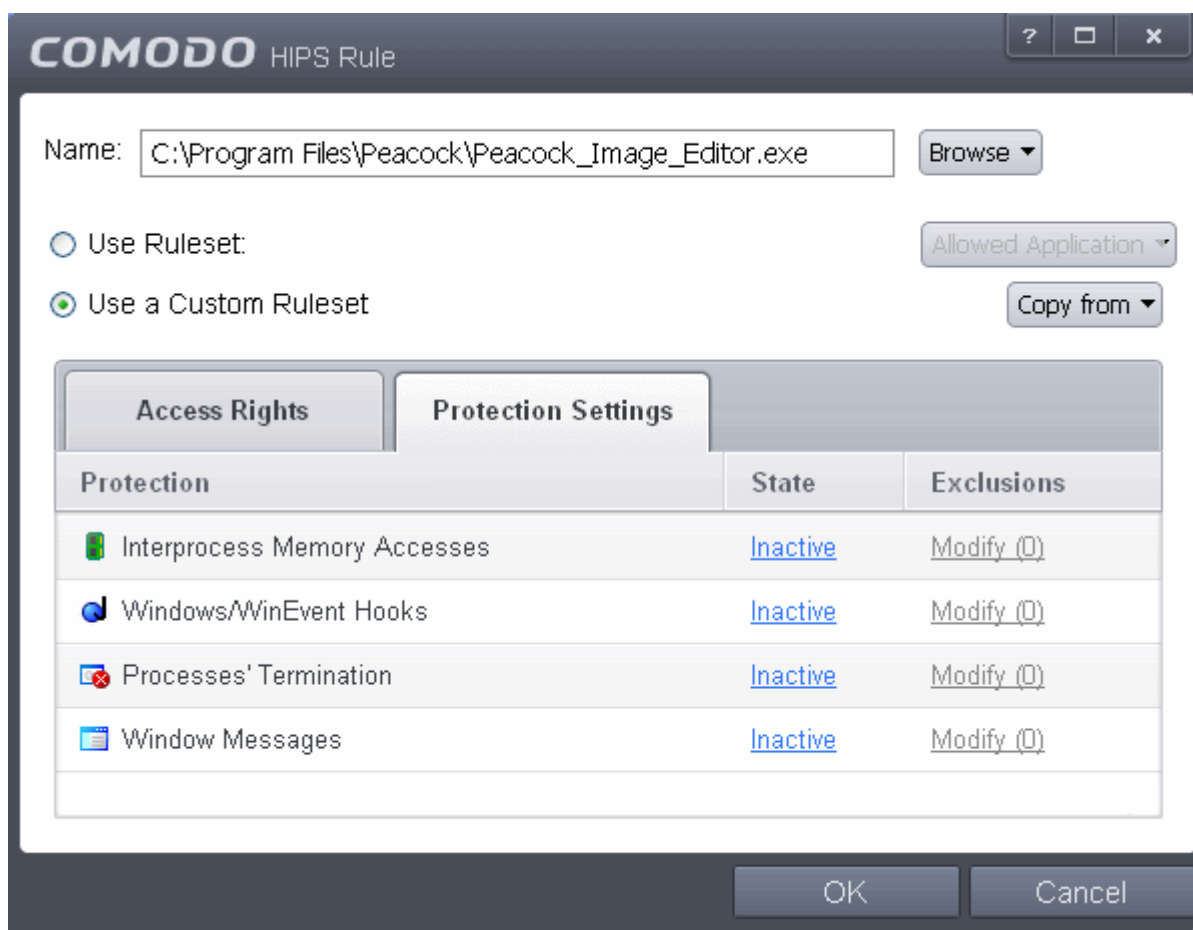 COMODO HIPS Rule
?
Name: C:\Program Files\Peacock\Peacock_Image_Editor.exe Browse
Use Ruleset: Allowed Application
Use a Custom Ruleset Copy from
Access Rights Protection Settings
Protection State Exclusions
Interprocess Memory Accesses Inactive Modify (0)
Windows/WinEvent Hooks Inactive Modify (0)
Processes' Termination Inactive Modify (0)
Window Messages Inactive Modify (0)
OK Cancel